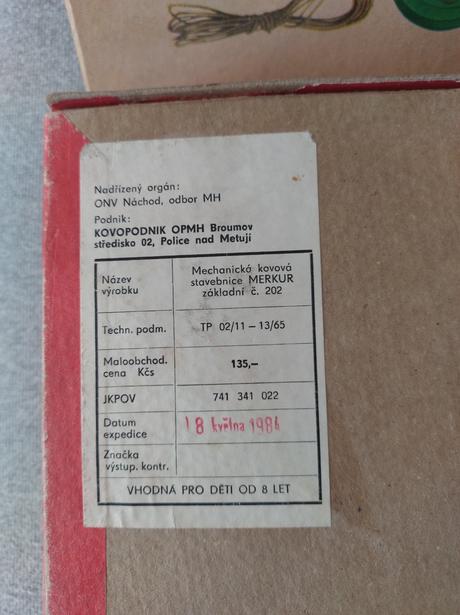 Nadřízený orgán:
ONV Náchod, odbor MH
Podnik:
KOVOPODNIK OPMH Broumov
středisko 02, Police nad Metují
Název
výrobku
Mechanická kovová
stavebnice MERKUR
základní č. 202
Techn. podm.
TP 02/11 – 13/65
Maloobchod.
cena Kčs
135,–
JKPOV
741 341 022
Datum
expedice
18 května
Značka
výstup. kontr.
VHODNÁ PRO DĚTI OD 8 LET